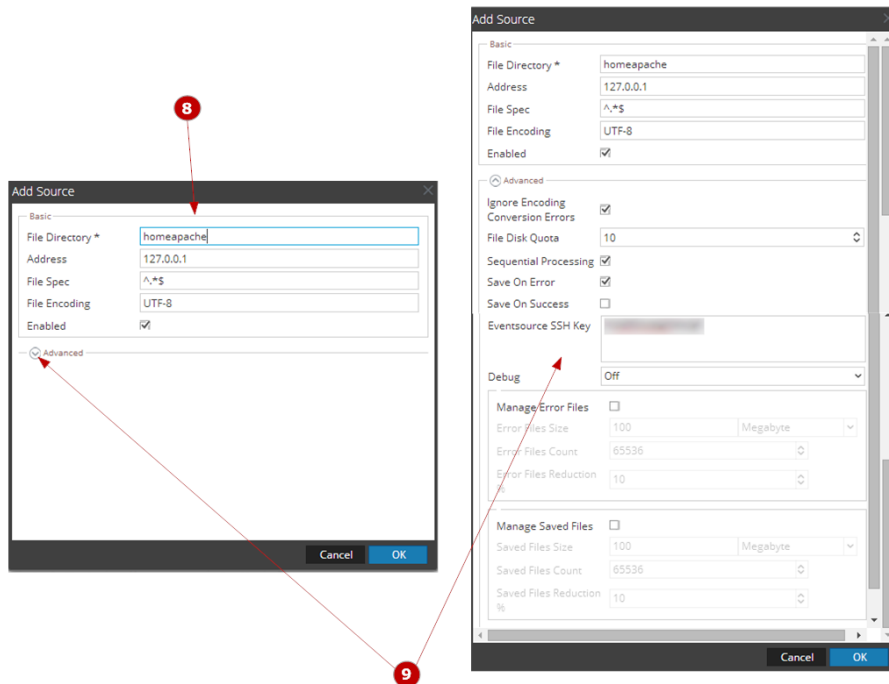 8
Add Source
Basic
File Directory * homeapache
Address 127.0.0.1
File Spec ^.*$
File Encoding UTF-8
Enabled
Advanced
Cancel OK
9
Add Source
Basic
File Directory * homeapache
Address 127.0.0.1
File Spec ^.*$
File Encoding UTF-8
Enabled
Advanced
Ignore Encoding
Conversion Errors
File Disk Quota 10
Sequential Processing
Save On Error
Save On Success
Eventsource SSH Key
Debug Off
Manage Error Files
Error Files Size 100 Megabyte
Error Files Count 65536
Error Files Reduction
% 10
Manage Saved Files
Saved Files Size 100 Megabyte
Saved Files Count 65536
Saved Files Reduction
% 10
Cancel OK